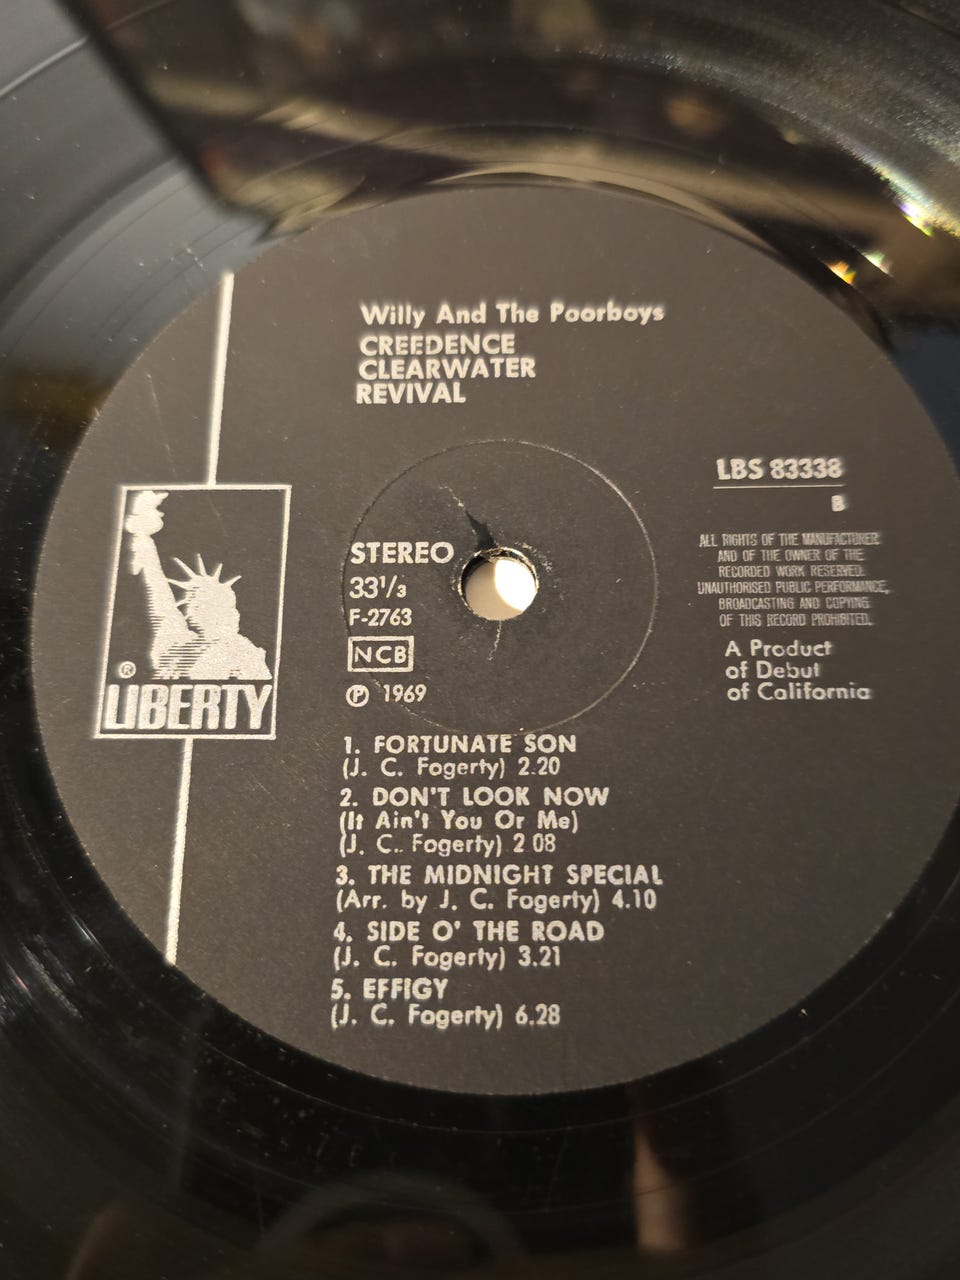 Willy And The Poorboys
CREEDENCE
CLEARWATER
REVIVAL
LBS 83338
B
STEREO
33 1/3
F-2763
NCB
℗ 1969
ALL RIGHTS OF THE MANUFACTURER
AND OF THE OWNER OF THE
RECORDED WORK RESERVED.
UNAUTHORISED PUBLIC PERFORMANCE,
BROADCASTING AND COPYING
OF THIS RECORD PROHIBITED.
A Product
of Debut
of California
®
LIBERTY
1. FORTUNATE SON
(J. C. Fogerty) 2.20
2. DON'T LOOK NOW
(It Ain't You Or Me)
(J. C. Fogerty) 2 08
3. THE MIDNIGHT SPECIAL
(Arr. by J. C. Fogerty) 4.10
4. SIDE O' THE ROAD
(J. C. Fogerty) 3.21
5. EFFIGY
(J. C. Fogerty) 6.28